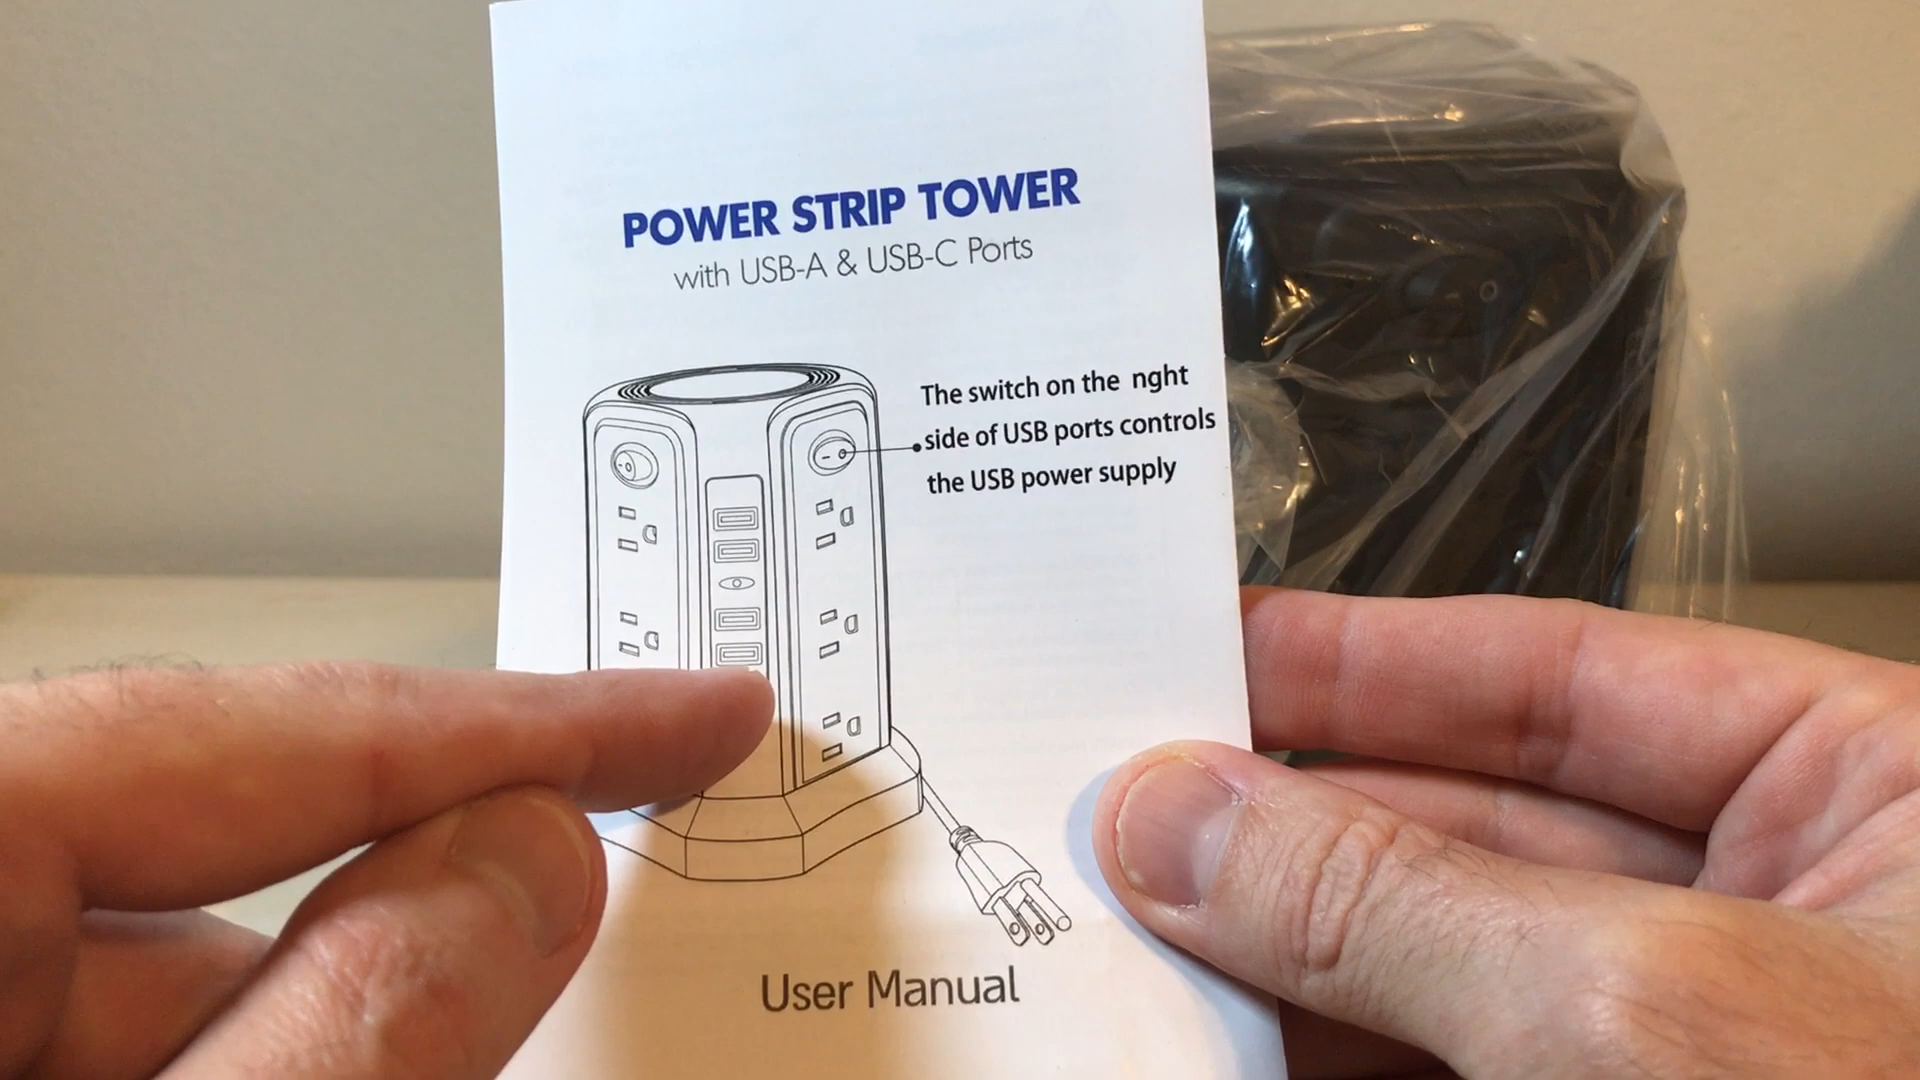 POWER STRIP TOWER
with USB-A & USB-C Ports
The switch on the nght
side of USB ports controls
the USB power supply
User Manual